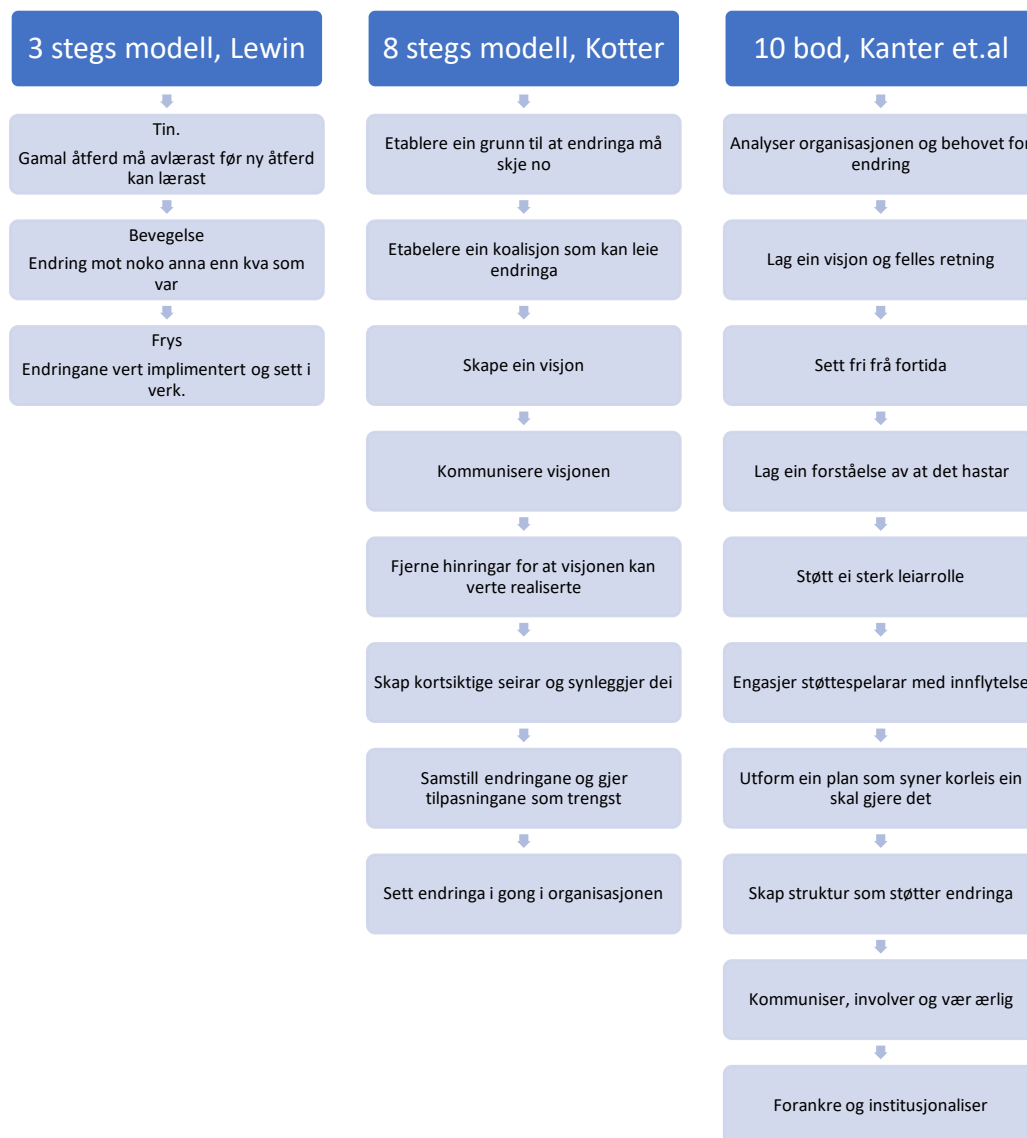 3 stegs modell, Lewin
Tin.
Gamal åtferd må avlærast før ny åtferd
kan lærast
Bevegelse
Endring mot noko anna enn kva som
var
Frys
Endringane vert implimentert og sett i
verk.
8 stegs modell, Kotter
Etablere ein grunn til at endringa må
skje no
Etabelere ein koalisjon som kan leie
endringa
Skape ein visjon
Kommunisere visjonen
Fjerne hinringar for at visjonen kan
verte realiserte
Skap kortsiktige seirar og synleggjer dei
Samstill endringane og gjer
tilpasningane som trengst
Sett endringa i gong i organisasjonen
10 bod, Kanter et.al
Analyser organisasjonen og behovet for
endring
Lag ein visjon og felles retning
Sett fri frå fortida
Lag ein forståelse av at det hastar
Støtt ei sterk leiarrolle
Engasjer støttespelarar med innflytelse
Utform ein plan som syner korleis ein
skal gjere det
Skap struktur som støtter endringa
Kommuniser, involver og vær ærlig
Forankre og institusjonaliser